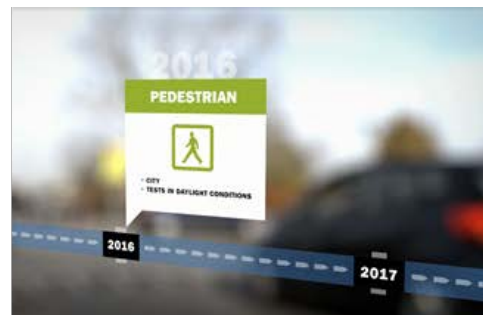 2016
PEDESTRIAN
- CITY
- TESTS IN DAYLIGHT CONDITIONS
2016
2017